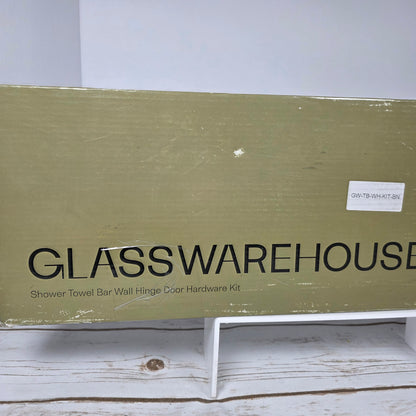 GW-TB-WH-KIT-BN
GLASSWAREHOUSE
Shower Towel Bar Wall Hinge Door Hardware Kit